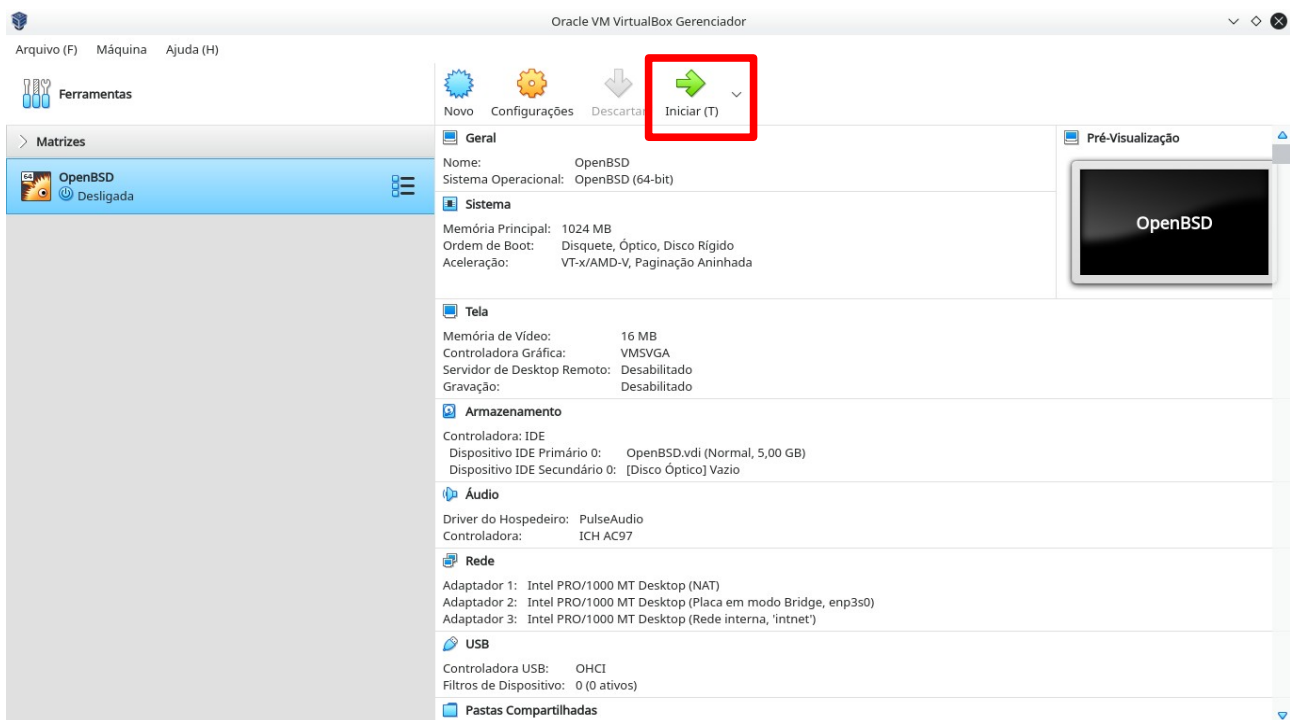 Oracle VM VirtualBox Gerenciador
Arquivo (F) Máquina Ajuda (H)
Ferramentas
Novo Configurações Descartar Iniciar (T)
Matrizes
64
OpenBSD
Desligada
Geral
Nome: OpenBSD
Sistema Operacional: OpenBSD (64-bit)
Pré-Visualização
OpenBSD
Sistema
Memória Principal: 1024 MB
Ordem de Boot: Disquete, Óptico, Disco Rígido
Aceleração: VT-x/AMD-V, Paginação Aninhada
Tela
Memória de Vídeo: 16 MB
Controladora Gráfica: VMSVGA
Servidor de Desktop Remoto: Desabilitado
Gravação: Desabilitado
Armazenamento
Controladora: IDE
Dispositivo IDE Primário 0: OpenBSD.vdi (Normal, 5,00 GB)
Dispositivo IDE Secundário 0: [Disco Óptico] Vazio
Áudio
Driver do Hospedeiro: PulseAudio
Controladora: ICH AC97
Rede
Adaptador 1: Intel PRO/1000 MT Desktop (NAT)
Adaptador 2: Intel PRO/1000 MT Desktop (Placa em modo Bridge, enp3s0)
Adaptador 3: Intel PRO/1000 MT Desktop (Rede interna, 'intnet')
USB
Controladora USB: OHCI
Filtros de Dispositivo: 0 (0 ativos)
Pastas Compartilhadas